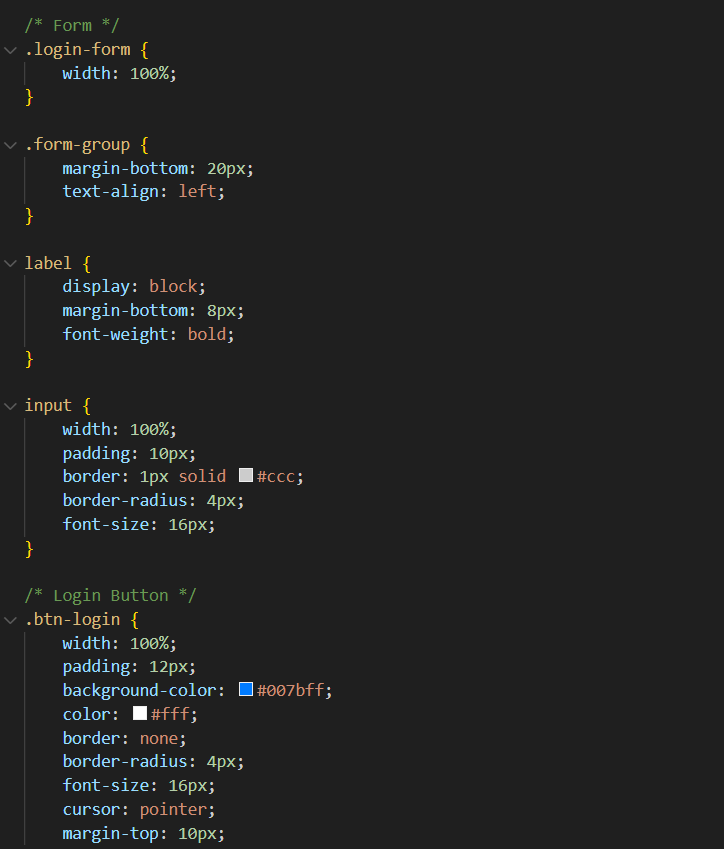 /* Form */
.login-form {
    width: 100%;
}

.form-group {
    margin-bottom: 20px;
    text-align: left;
}

label {
    display: block;
    margin-bottom: 8px;
    font-weight: bold;
}

input {
    width: 100%;
    padding: 10px;
    border: 1px solid #ccc;
    border-radius: 4px;
    font-size: 16px;
}

/* Login Button */
.btn-login {
    width: 100%;
    padding: 12px;
    background-color: #007bff;
    color: #fff;
    border: none;
    border-radius: 4px;
    font-size: 16px;
    cursor: pointer;
    margin-top: 10px;